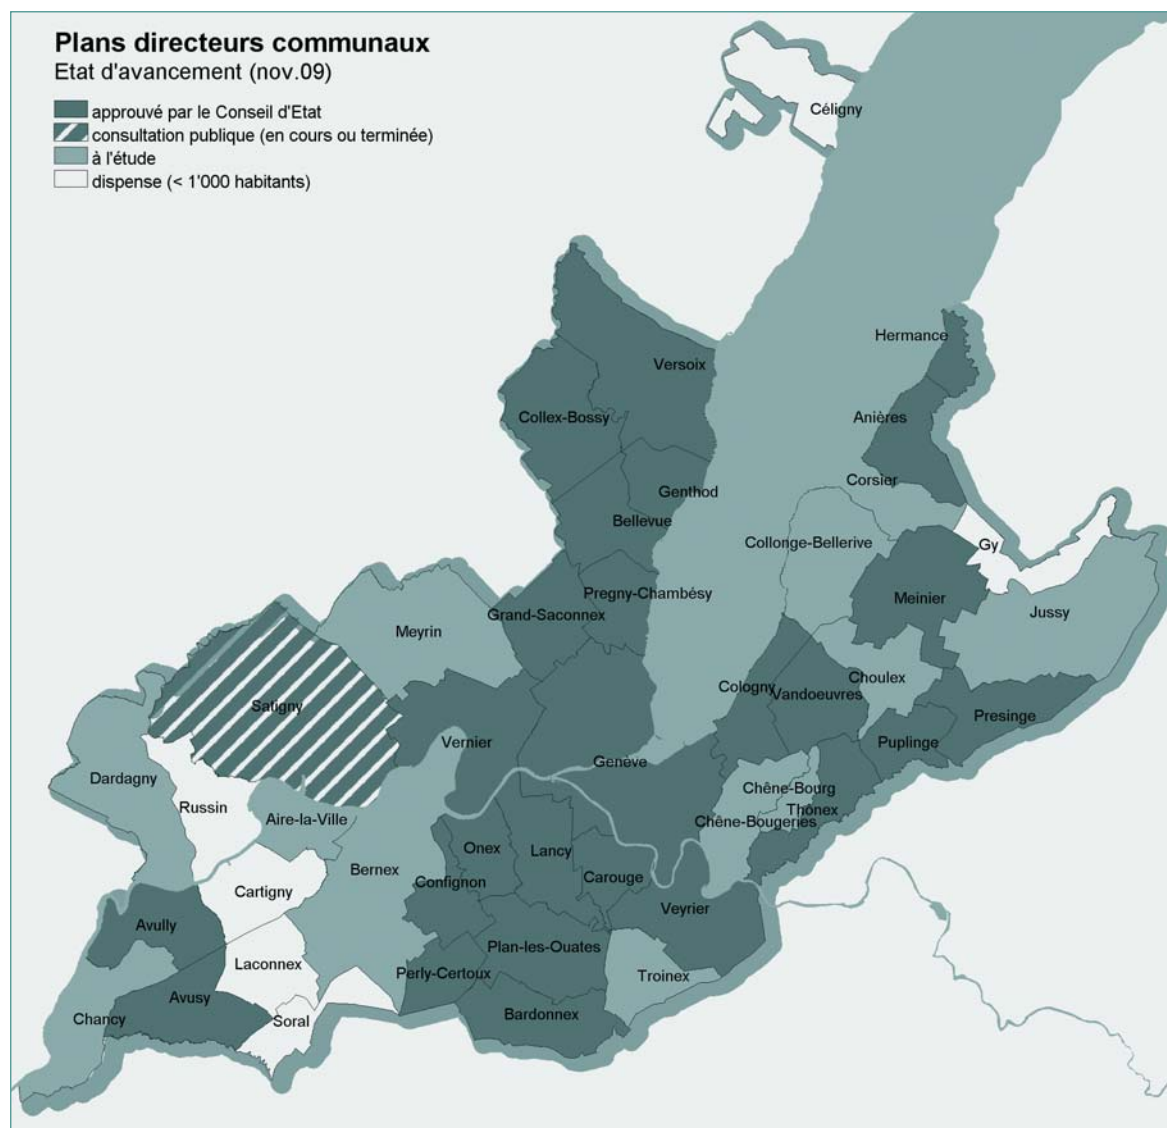 Plans directeurs communaux
Etat d'avancement (nov.09)
approuvé par le Conseil d'Etat
consultation publique (en cours ou terminée)
à l'étude
dispense (< 1'000 habitants)
Céligny
Hermance
Versoix
Collex-Bossy
Anières
Corsier
Genthod
Bellevue
Collonge-Bellerive
Gy
Pregny-Chambésy
Meinier
Grand-Saconnex
Jussy
Meyrin
Choulex
Cologny
Vandoeuvres
Satigny
Presinge
Vernier
Puplinge
Genève
Dardagny
Chêne-Bourg
Russin
Thônex
Aire-la-Ville
Chêne-Bougeries
Onex
Lancy
Bernex
Carouge
Confignon
Cartigny
Veyrier
Avully
Plan-les-Ouates
Laconnex
Perly-Certoux
Troinex
Avusy
Bardonnex
Chancy
Soral